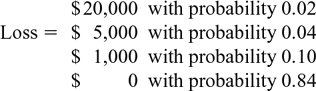 $20,000 with probability 0.02
Loss = $ 5,000 with probability 0.04
$ 1,000 with probability 0.10
$ 0 with probability 0.84